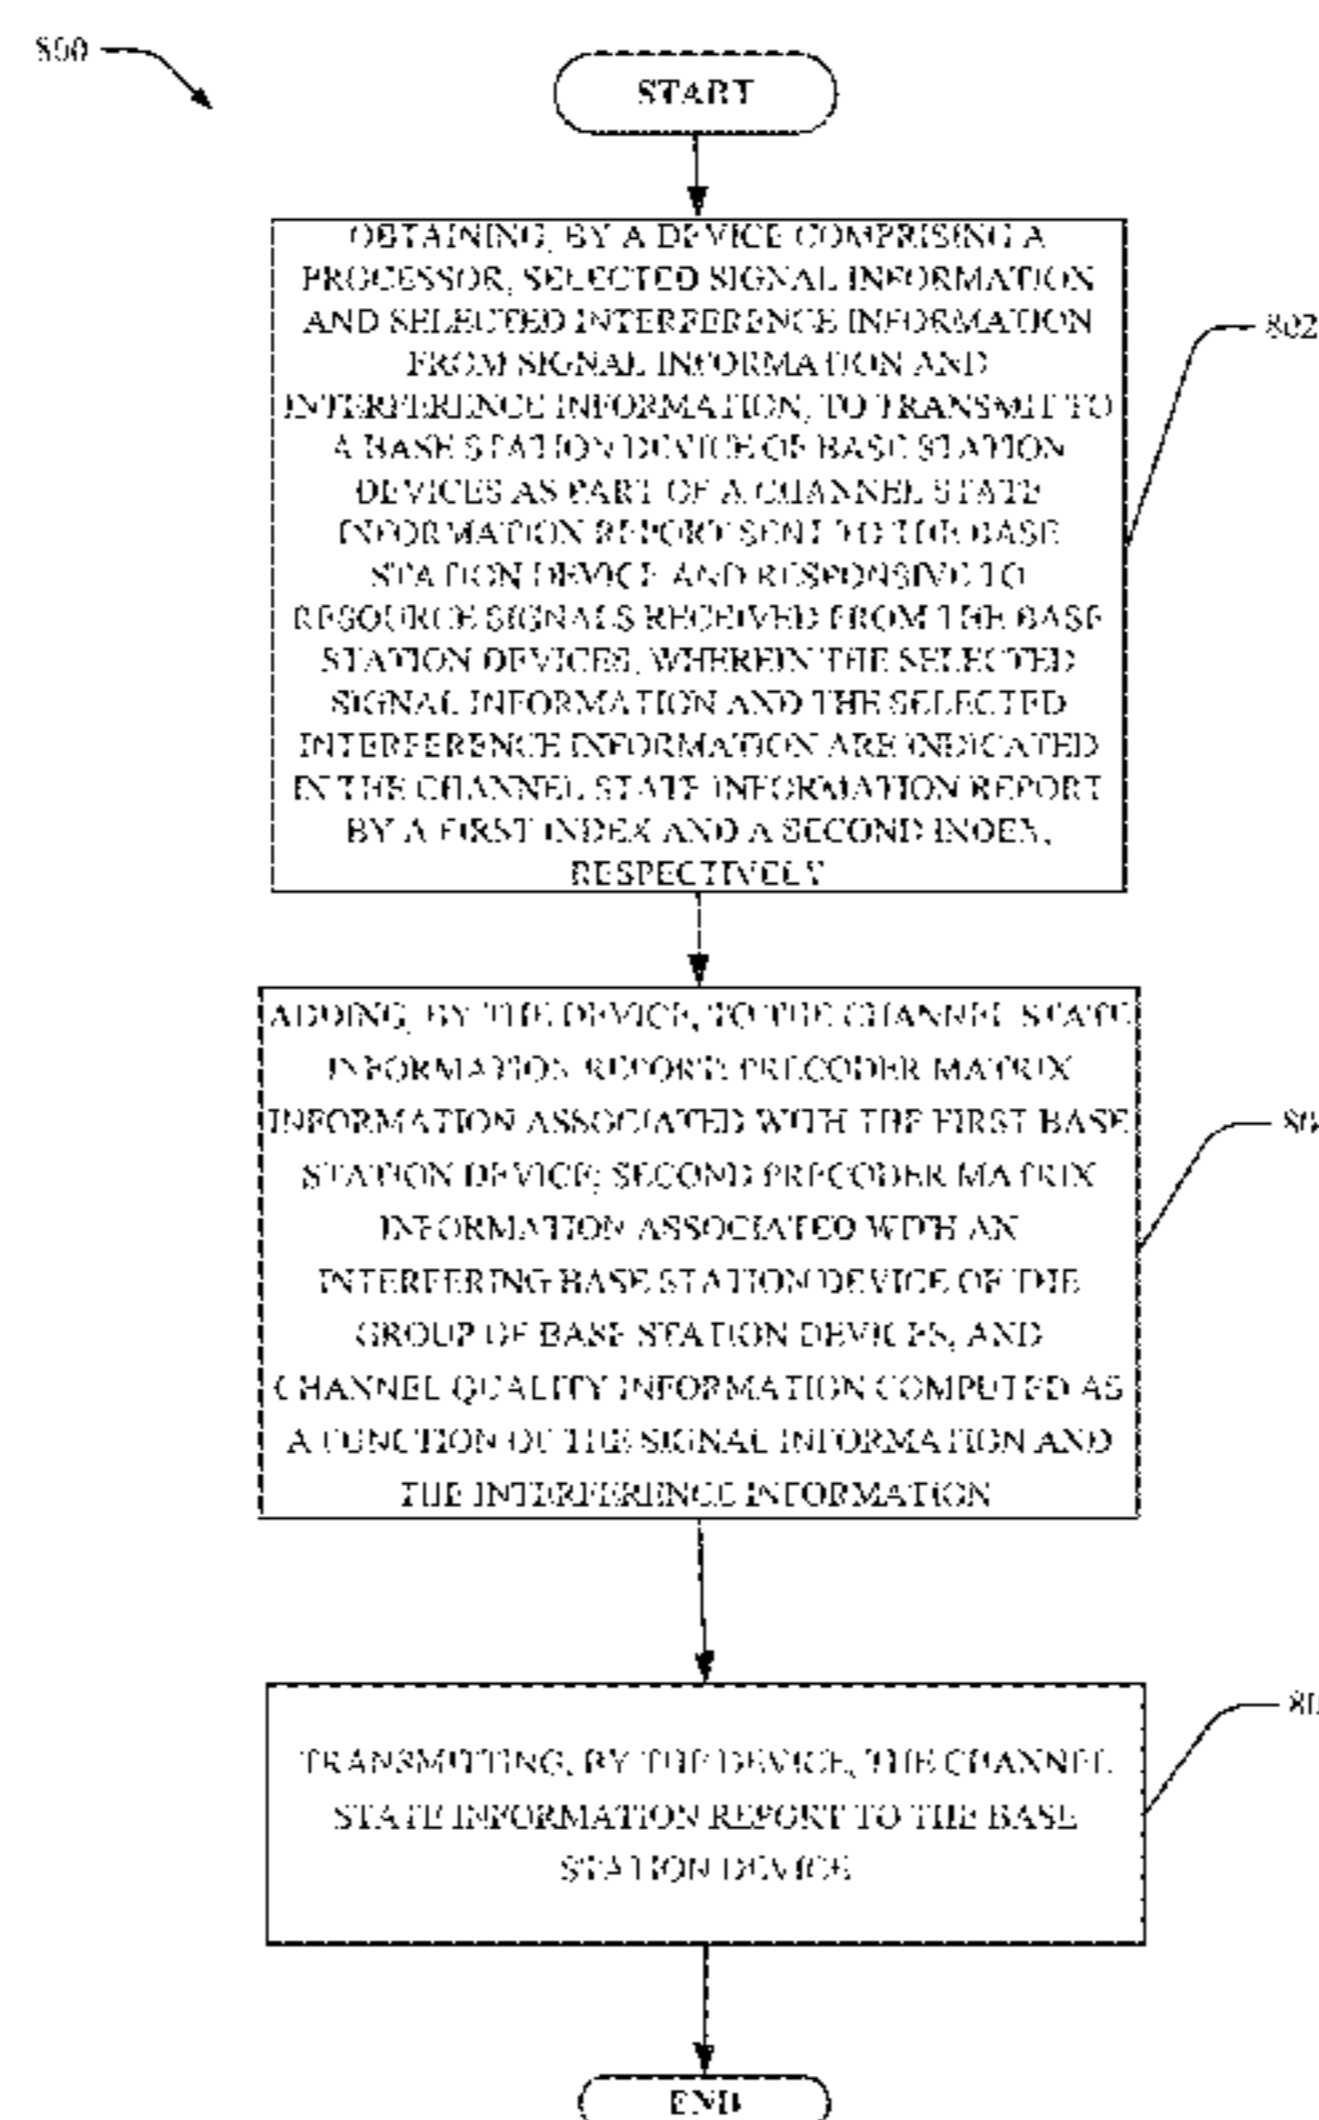 800
START
OBTAINING, BY A DEVICE COMPRISING A
PROCESSOR, SELECTED SIGNAL INFORMATION
AND SELECTED INTERFERENCE INFORMATION
FROM SIGNAL INFORMATION AND
INTERFERENCE INFORMATION, TO TRANSMIT TO
A BASE STATION DEVICE OF BASE STATION
DEVICES AS PART OF A CHANNEL STATE
INFORMATION REPORT SENT TO THE BASE
STATION DEVICE AND RESPONSIVE TO
RESOURCE SIGNALS RECEIVED FROM THE BASE
STATION DEVICES, WHEREIN THE SELECTED
SIGNAL INFORMATION AND THE SELECTED
INTERFERENCE INFORMATION ARE INDICATED
IN THE CHANNEL STATE INFORMATION REPORT
BY A FIRST INDEX AND A SECOND INDEX,
RESPECTIVELY
802
ADDING, BY THE DEVICE, TO THE CHANNEL STATE
INFORMATION REPORT: PRECODER MATRIX
INFORMATION ASSOCIATED WITH THE FIRST BASE
STATION DEVICE; SECOND PRECODER MATRIX
INFORMATION ASSOCIATED WITH AN
INTERFERING BASE STATION DEVICE OF THE
GROUP OF BASE STATION DEVICES, AND
CHANNEL QUALITY INFORMATION COMPUTED AS
A FUNCTION OF THE SIGNAL INFORMATION AND
THE INTERFERENCE INFORMATION
TRANSMITTING, BY THE DEVICE, THE CHANNEL
STATE INFORMATION REPORT TO THE BASE
STATION DEVICE
END